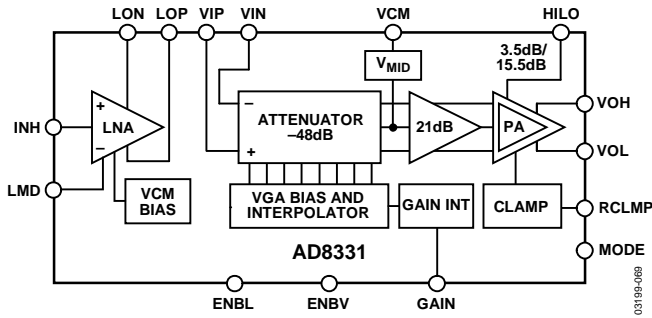 LON LOP VIP VIN VCM HILO
3.5dB/
15.5dB
VMID
+
LNA
–
INH
LMD
VCM
BIAS
–
ATTENUATOR
–48dB
+
21dB
PA
VOH
VOL
VGA BIAS AND
INTERPOLATOR
GAIN INT
CLAMP
RCLMP
AD8331
MODE
ENBL ENBV GAIN
03199-069